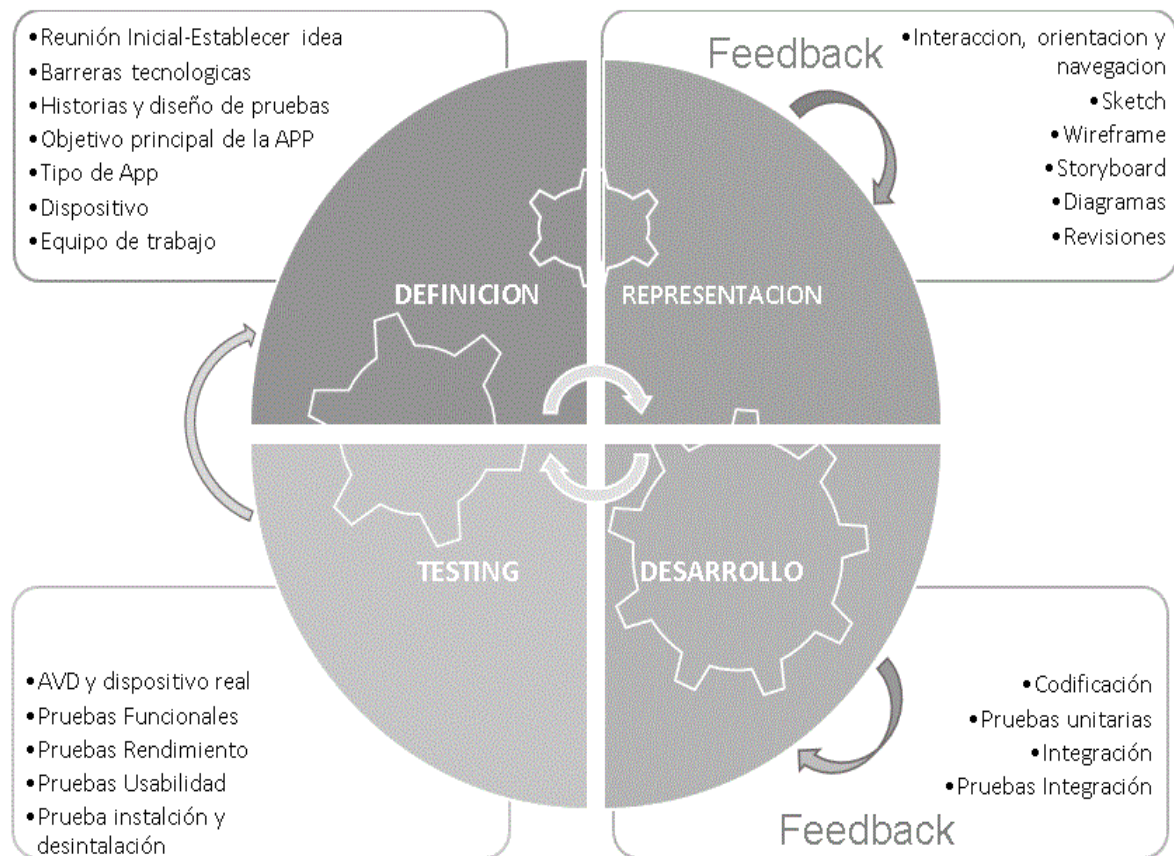 •Reunión Inicial-Establecer idea
•Barreras tecnologicas
•Historias y diseño de pruebas
•Objetivo principal de la APP
•Tipo de App
•Dispositivo
•Equipo de trabajo
Feedback
•Interaccion, orientacion y
navegacion
•Sketch
•Wireframe
•Storyboard
•Diagramas
•Revisiones
DEFINICION
REPRESENTACION
TESTING
DESARROLLO
•AVD y dispositivo real
•Pruebas Funcionales
•Pruebas Rendimiento
•Pruebas Usabilidad
•Prueba instalción y
desintalación
•Codificación
•Pruebas unitarias
•Integración
•Pruebas Integración
Feedback